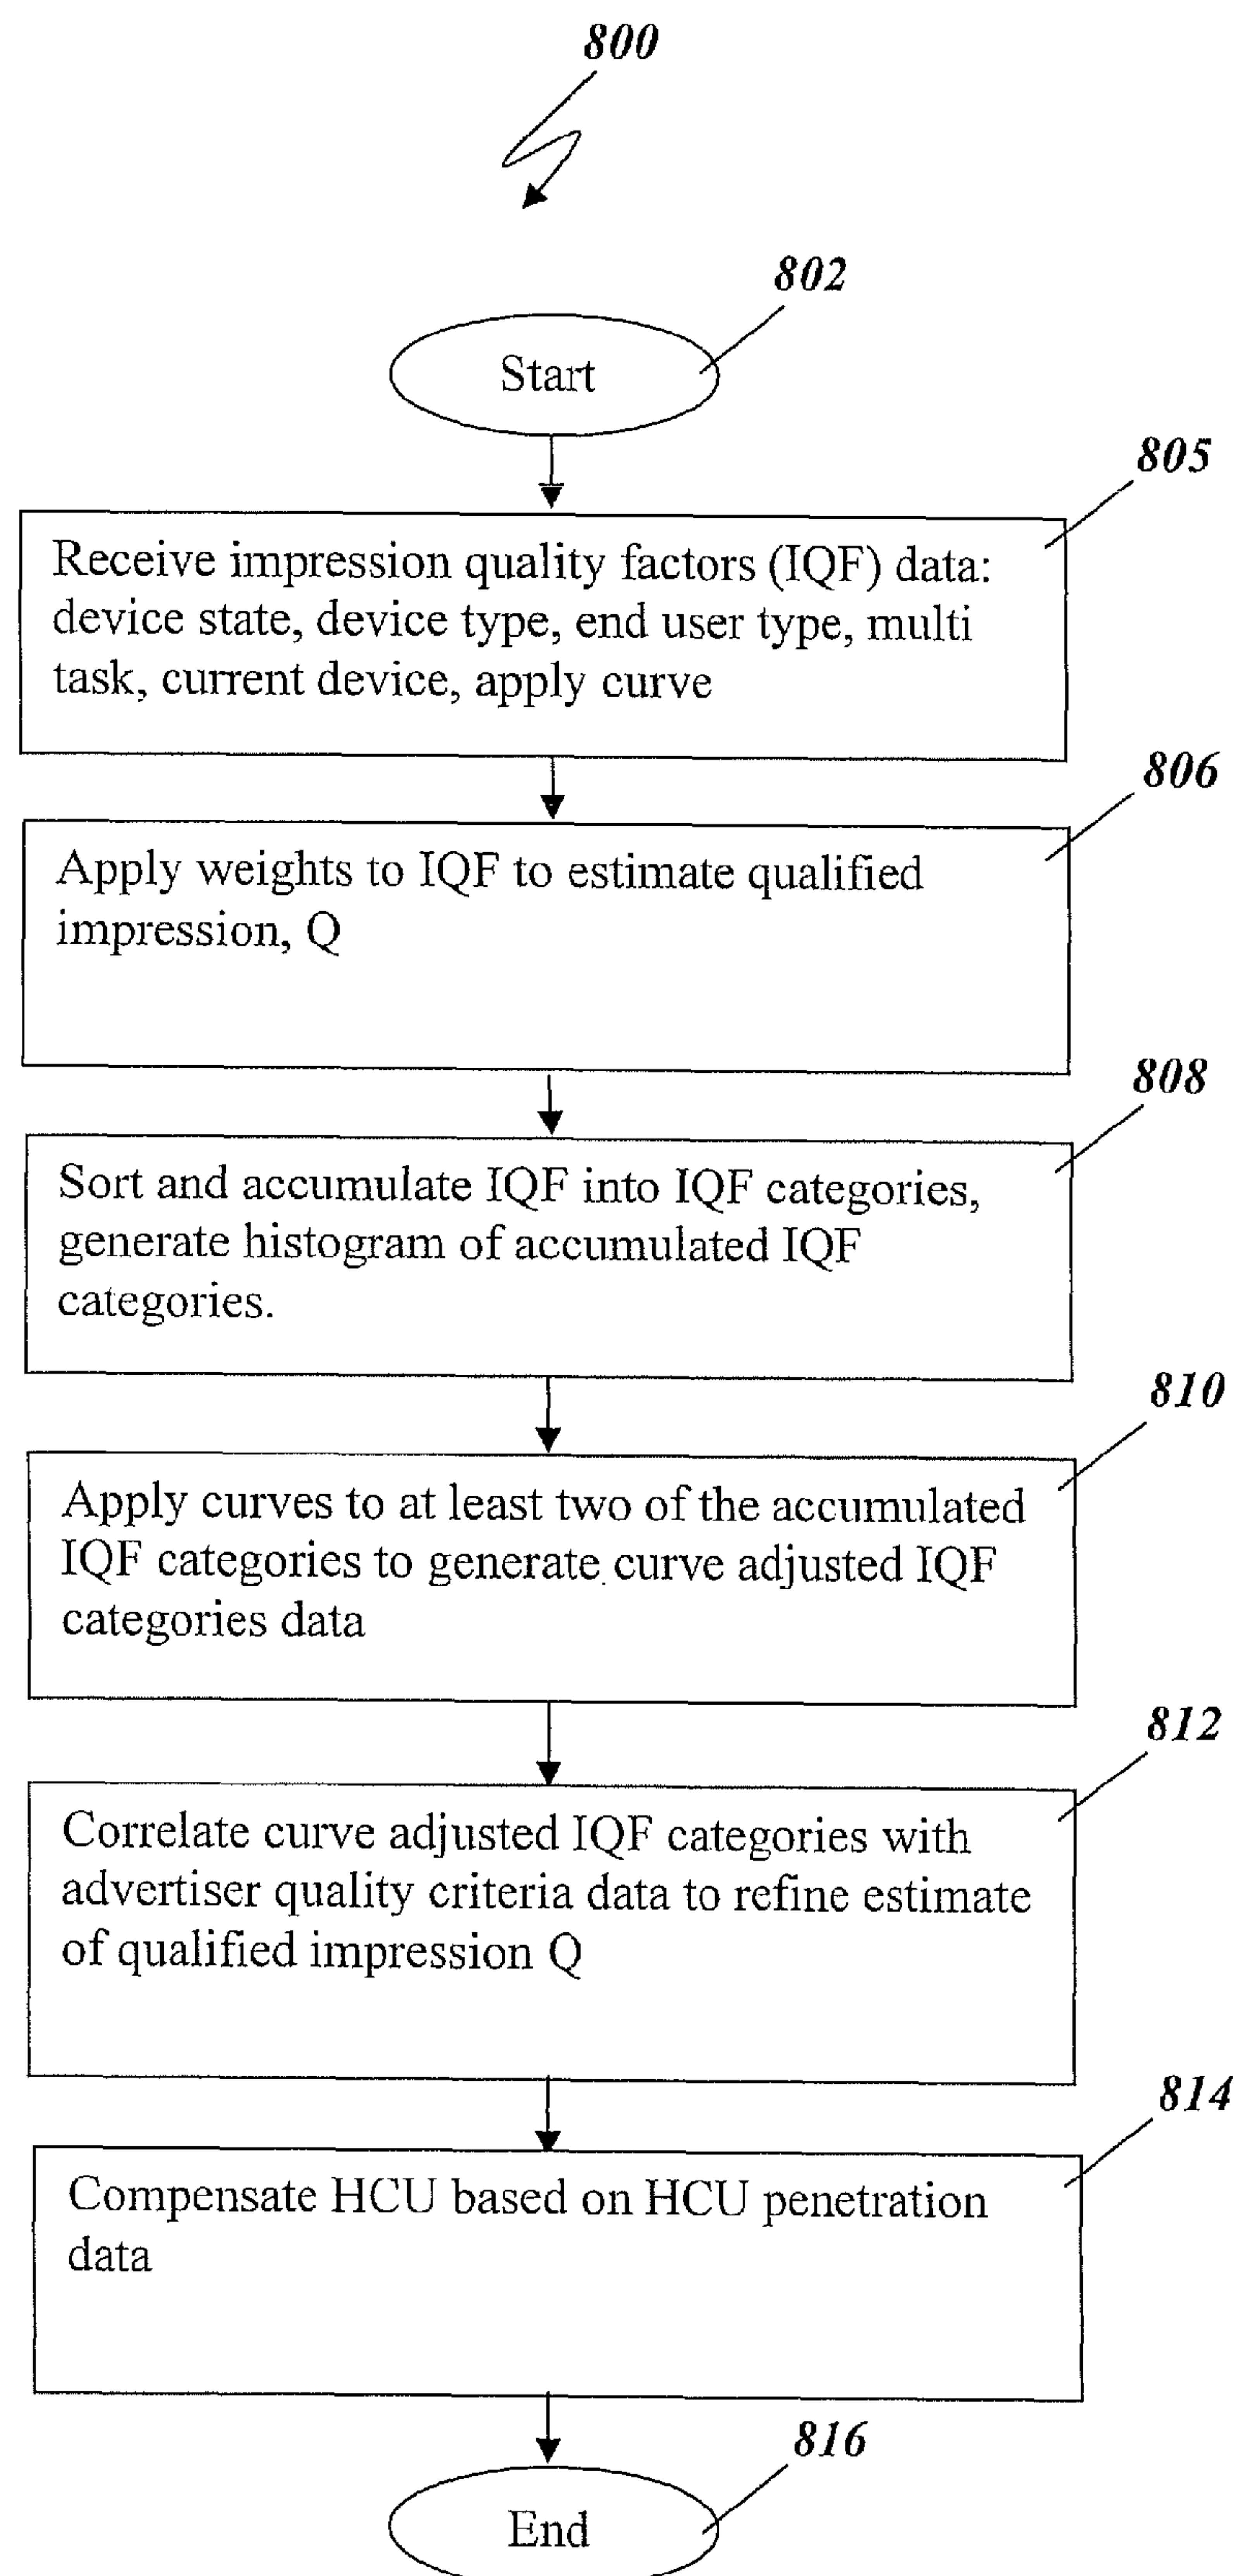 800
802
Start
805
Receive impression quality factors (IQF) data:
device state, device type, end user type, multi
task, current device, apply curve
806
Apply weights to IQF to estimate qualified
impression, Q
808
Sort and accumulate IQF into IQF categories,
generate histogram of accumulated IQF
categories.
810
Apply curves to at least two of the accumulated
IQF categories to generate curve adjusted IQF
categories data
812
Correlate curve adjusted IQF categories with
advertiser quality criteria data to refine estimate
of qualified impression Q
814
Compensate HCU based on HCU penetration
data
816
End